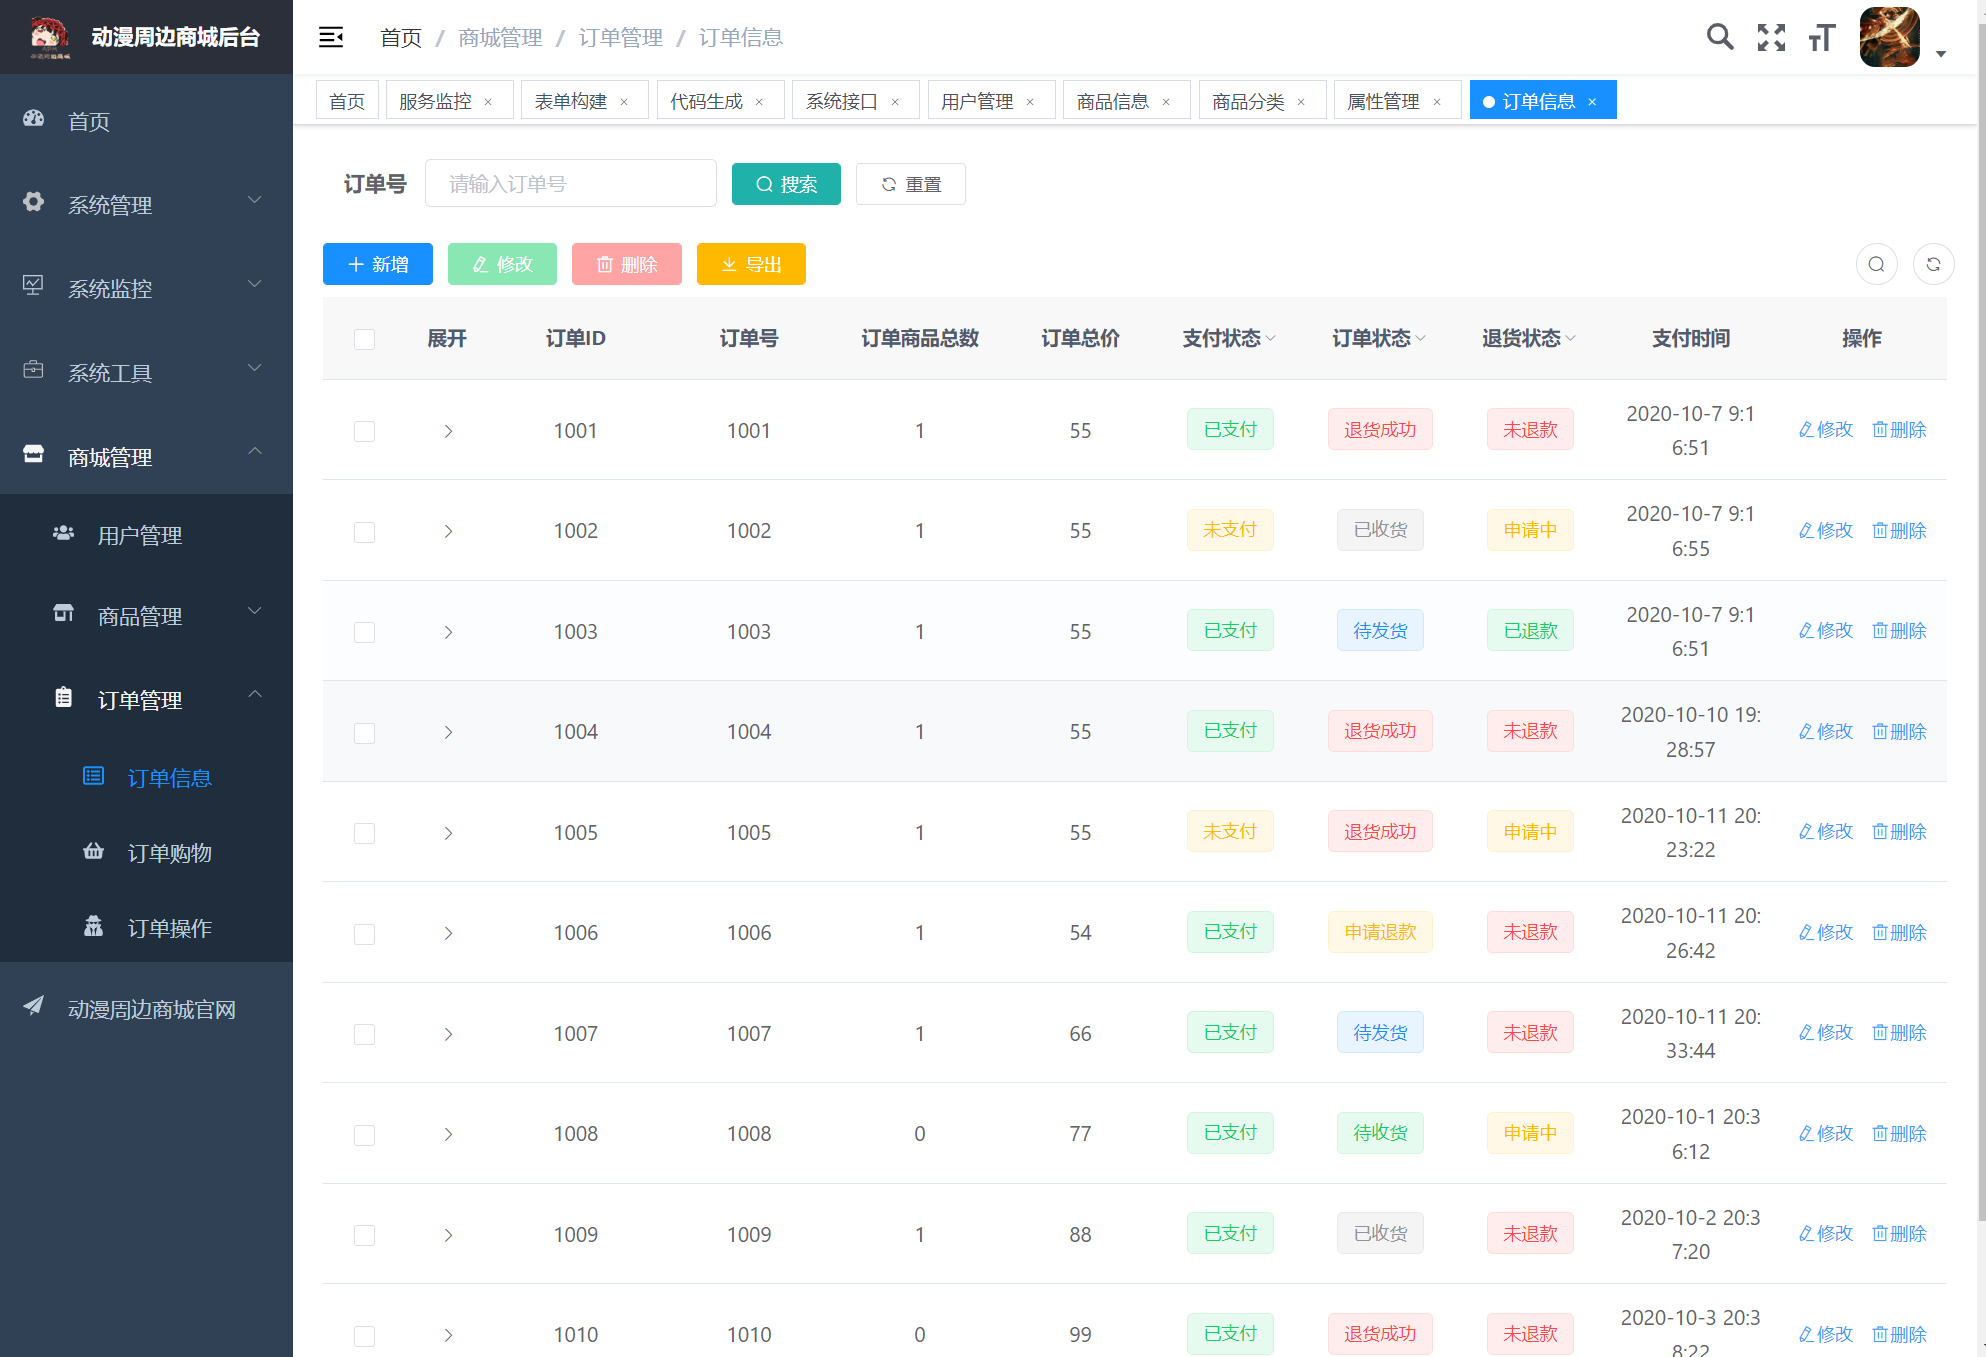 动漫周边商城后台
首页 / 商城管理 / 订单管理 / 订单信息
首页 服务监控 × 表单构建 × 代码生成 × 系统接口 × 用户管理 × 商品信息 × 商品分类 × 属性管理 × 订单信息 ×
首页
系统管理
系统监控
系统工具
商城管理
用户管理
商品管理
订单管理
订单信息
订单购物
订单操作
动漫周边商城官网
订单号 请输入订单号 搜索 重置
新增 修改 删除 导出
展开 订单ID 订单号 订单商品总数 订单总价 支付状态 订单状态 退货状态 支付时间 操作
1001 1001 1 55 已支付 退货成功 未退款 2020-10-7 9:1
6:51 修改 删除
1002 1002 1 55 未支付 已收货 申请中 2020-10-7 9:1
6:55 修改 删除
1003 1003 1 55 已支付 待发货 已退款 2020-10-7 9:1
6:51 修改 删除
1004 1004 1 55 已支付 退货成功 未退款 2020-10-10 19:
28:57 修改 删除
1005 1005 1 55 未支付 退货成功 申请中 2020-10-11 20:
23:22 修改 删除
1006 1006 1 54 已支付 申请退款 未退款 2020-10-11 20:
26:42 修改 删除
1007 1007 1 66 已支付 待发货 未退款 2020-10-11 20:
33:44 修改 删除
1008 1008 0 77 已支付 待收货 申请中 2020-10-1 20:3
6:12 修改 删除
1009 1009 1 88 已支付 已收货 未退款 2020-10-2 20:3
7:20 修改 删除
1010 1010 0 99 已支付 退货成功 未退款 2020-10-3 20:3
8:22 修改 删除